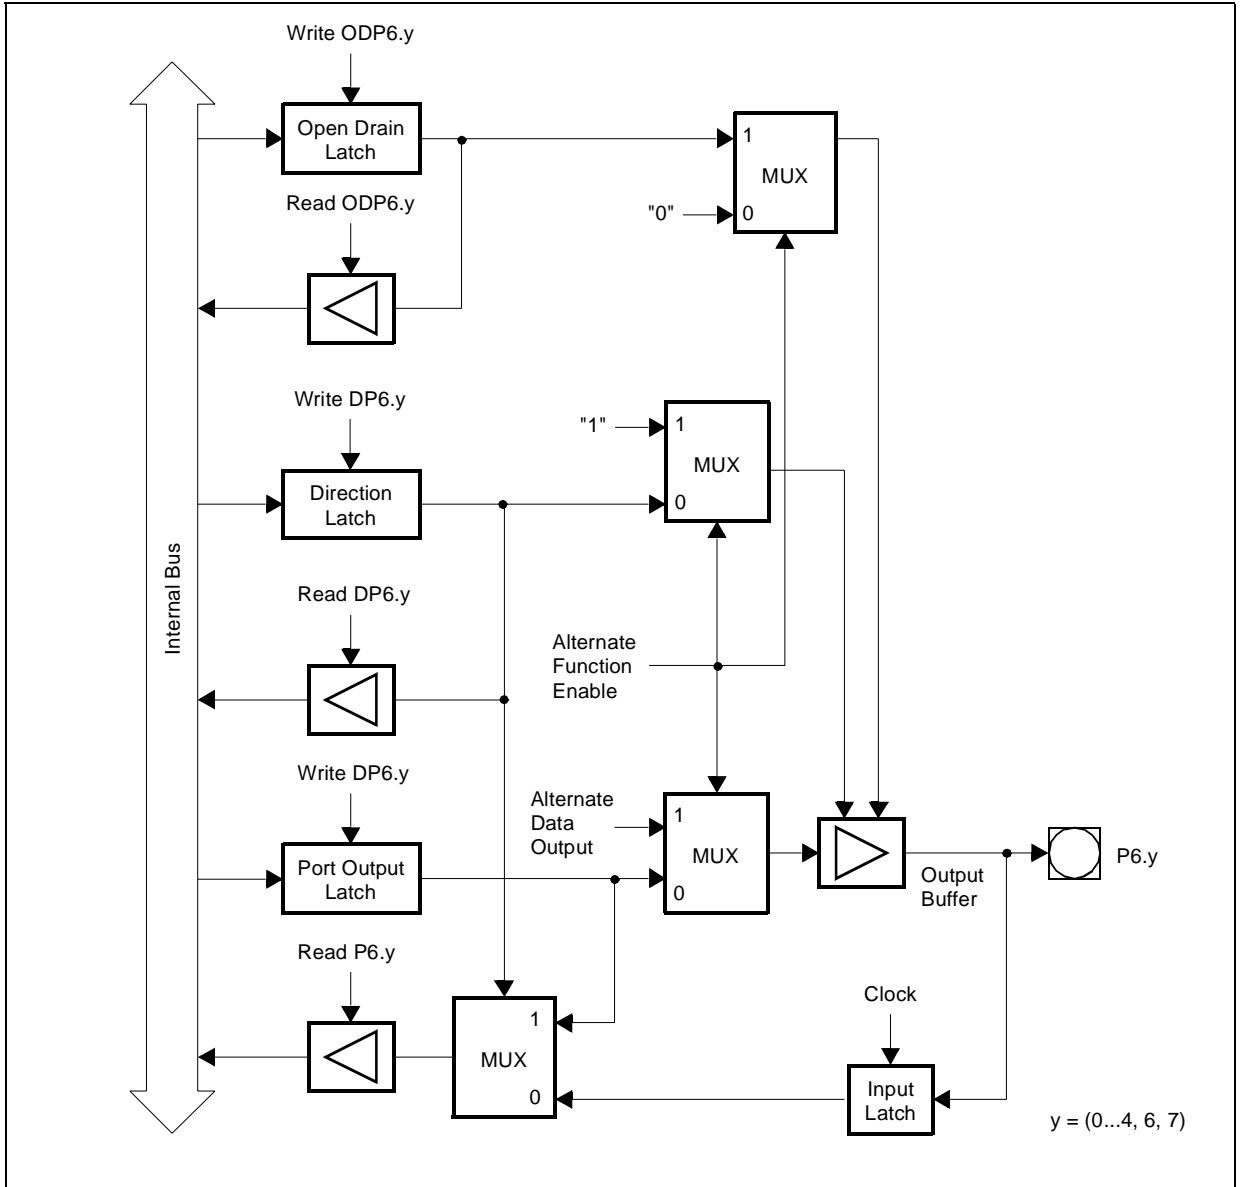 Write ODP6.y
Open Drain
Latch
1
MUX
"0"
0
Read ODP6.y
Write DP6.y
"1"
1
MUX
Direction
Latch
0
Internal Bus
Read DP6.y
Alternate
Function
Enable
Write DP6.y
Alternate
Data
Output
1
MUX
0
Port Output
Latch
P6.y
Output
Buffer
Read P6.y
Clock
1
MUX
0
Input
Latch
y = (0...4, 6, 7)